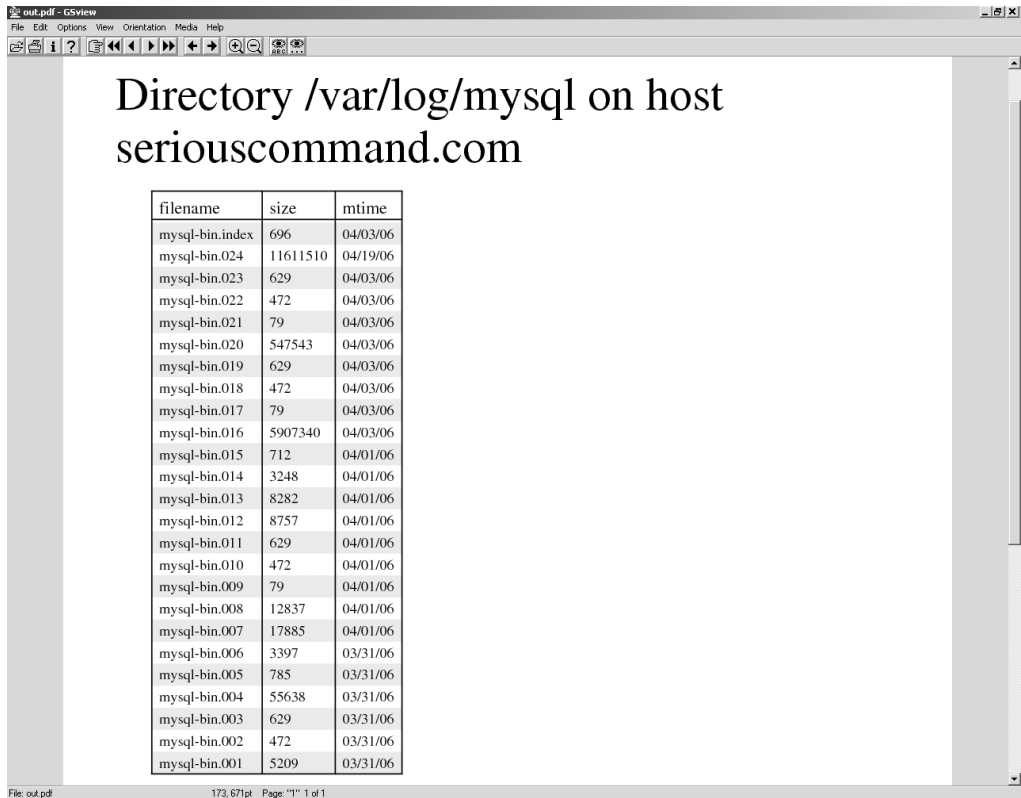 out.pdf - GSview
File Edit Options View Orientation Media Help
Directory /var/log/mysql on host
seriouscommand.com
filename size mtime
mysql-bin.index 696 04/03/06
mysql-bin.024 11611510 04/19/06
mysql-bin.023 629 04/03/06
mysql-bin.022 472 04/03/06
mysql-bin.021 79 04/03/06
mysql-bin.020 547543 04/03/06
mysql-bin.019 629 04/03/06
mysql-bin.018 472 04/03/06
mysql-bin.017 79 04/03/06
mysql-bin.016 5907340 04/03/06
mysql-bin.015 712 04/01/06
mysql-bin.014 3248 04/01/06
mysql-bin.013 8282 04/01/06
mysql-bin.012 8757 04/01/06
mysql-bin.011 629 04/01/06
mysql-bin.010 472 04/01/06
mysql-bin.009 79 04/01/06
mysql-bin.008 12837 04/01/06
mysql-bin.007 17885 04/01/06
mysql-bin.006 3397 03/31/06
mysql-bin.005 785 03/31/06
mysql-bin.004 55638 03/31/06
mysql-bin.003 629 03/31/06
mysql-bin.002 472 03/31/06
mysql-bin.001 5209 03/31/06
File: out.pdf 173, 671pt Page: "1" 1 of 1